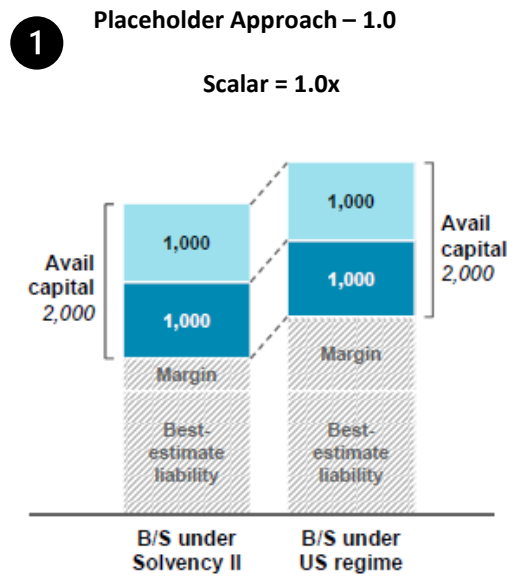 1
Placeholder Approach – 1.0
Scalar = 1.0x
1,000
1,000
Avail
capital
2,000
1,000
1,000
Avail
capital
2,000
Margin
Margin
Best-
estimate
liability
Best-
estimate
liability
B/S under
Solvency II
B/S under
US regime